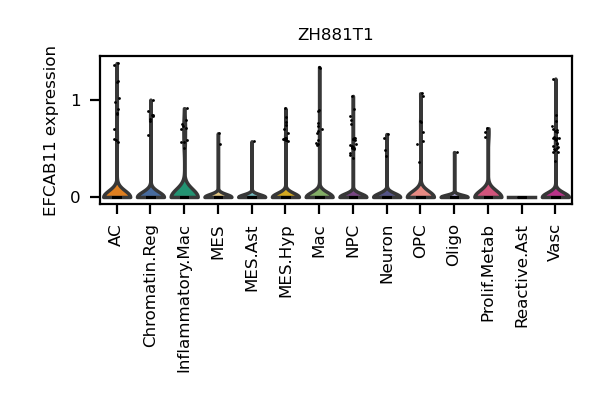 ZH881T1
EFCAB11 expression
1
0
AC
Chromatin.Reg
Inflammatory.Mac
MES
MES.Ast
MES.Hyp
Mac
NPC
Neuron
OPC
Oligo
Prolif.Metab
Reactive.Ast
Vasc